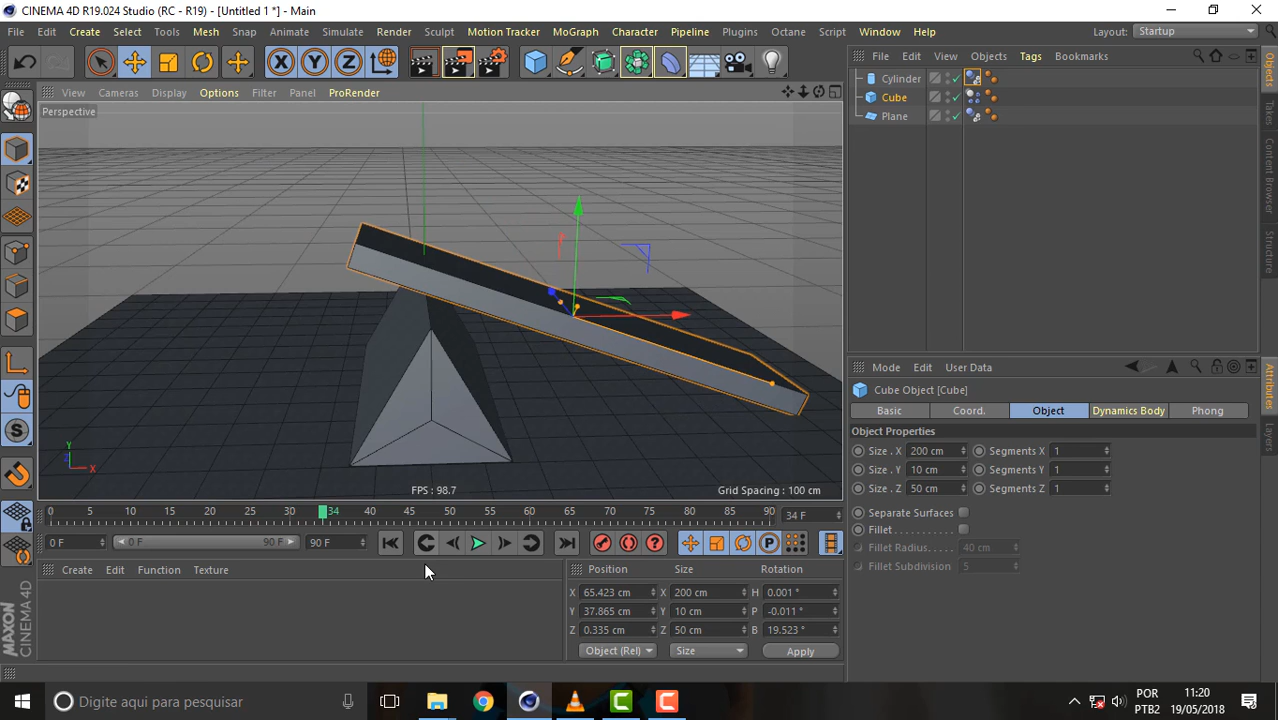 CINEMA 4D R19.024 Studio (RC - R19) - [Untitled 1 *] - Main
File Edit Create Select Tools Mesh Snap Animate Simulate Render Sculpt Motion Tracker MoGraph Character Pipeline Plugins Octane Script Window Help Layout: Startup
File Edit View Objects Tags Bookmarks
View Cameras Display Options Filter Panel ProRender
Perspective
Cylinder
Cube
Plane
Objects
Takes
Content Browser
Structure
Mode Edit User Data
Cube Object [Cube]
Basic Coord. Object Dynamics Body Phong
Object Properties
Size . X 200 cm Segments X 1
Size . Y 10 cm Segments Y 1
Size . Z 50 cm Segments Z 1
Separate Surfaces
Fillet
Fillet Radius 40 cm
Fillet Subdivision 5
Attributes
Layers
Y
Z
X
FPS : 98.7
Grid Spacing : 100 cm
0 5 10 15 20 25 30 34 40 45 50 55 60 65 70 75 80 85 90 34 F
0 F 0 F 90 F 90 F
Create Edit Function Texture
Position Size Rotation
X 65.423 cm X 200 cm H 0.001 °
Y 37.865 cm Y 10 cm P -0.011 °
Z 0.335 cm Z 50 cm B 19.523 °
Object (Rel) Size Apply
MAXON
CINEMA 4D
Digite aqui para pesquisar
POR
PTB2
11:20
19/05/2018